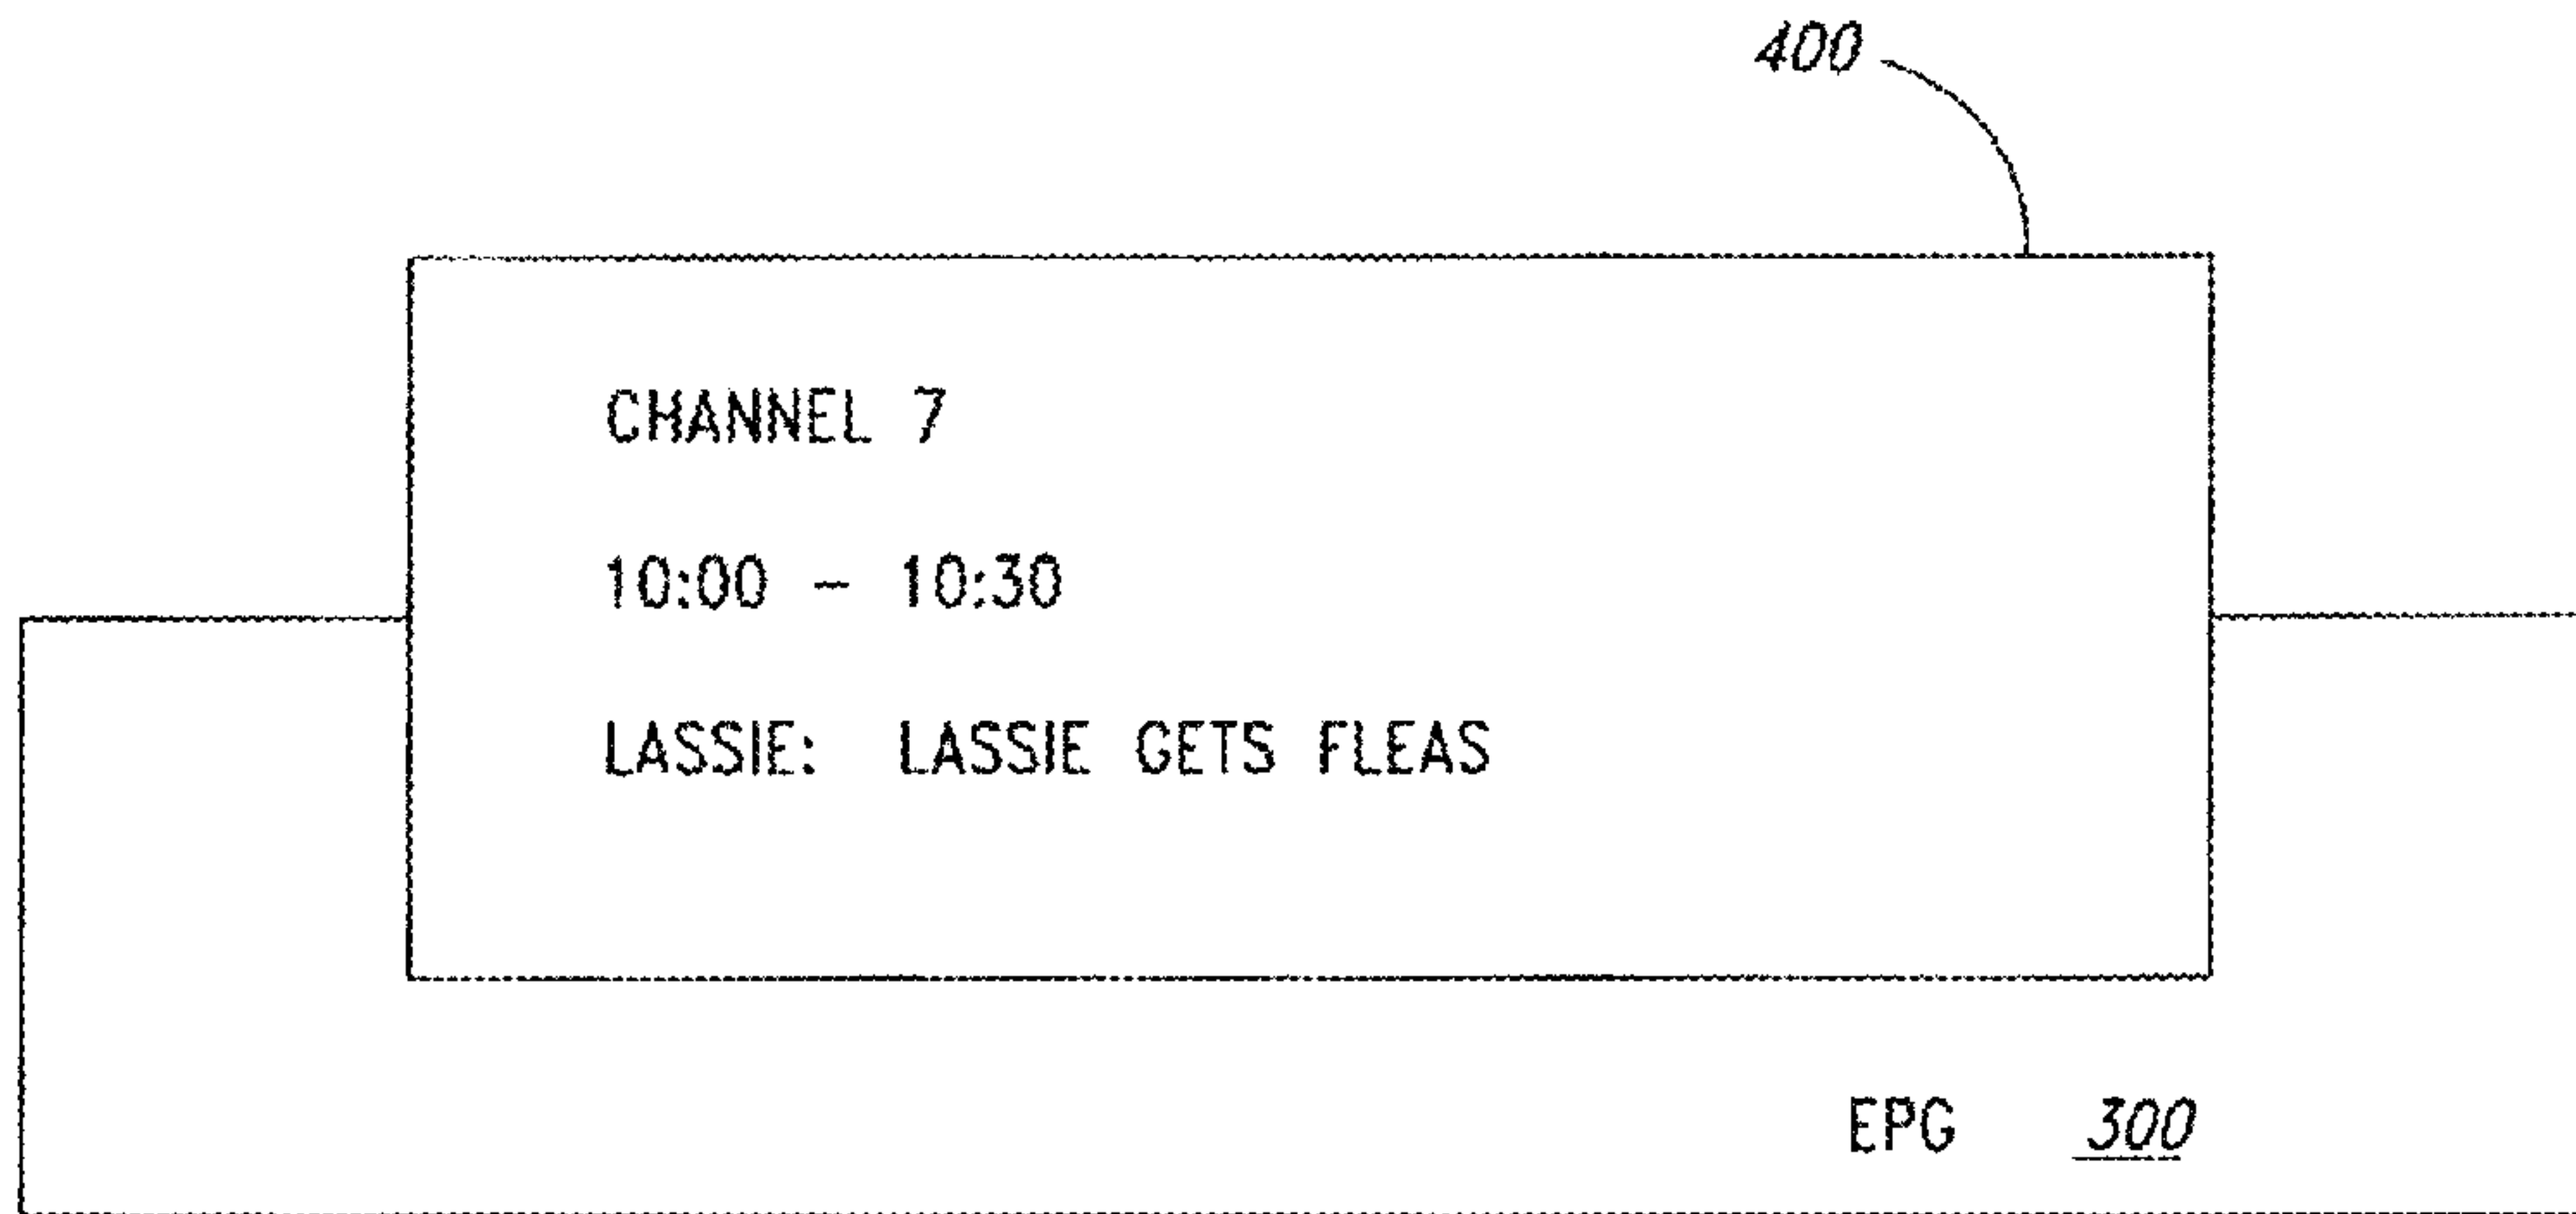 400
CHANNEL 7
10:00 – 10:30
LASSIE: LASSIE GETS FLEAS
EPG 300